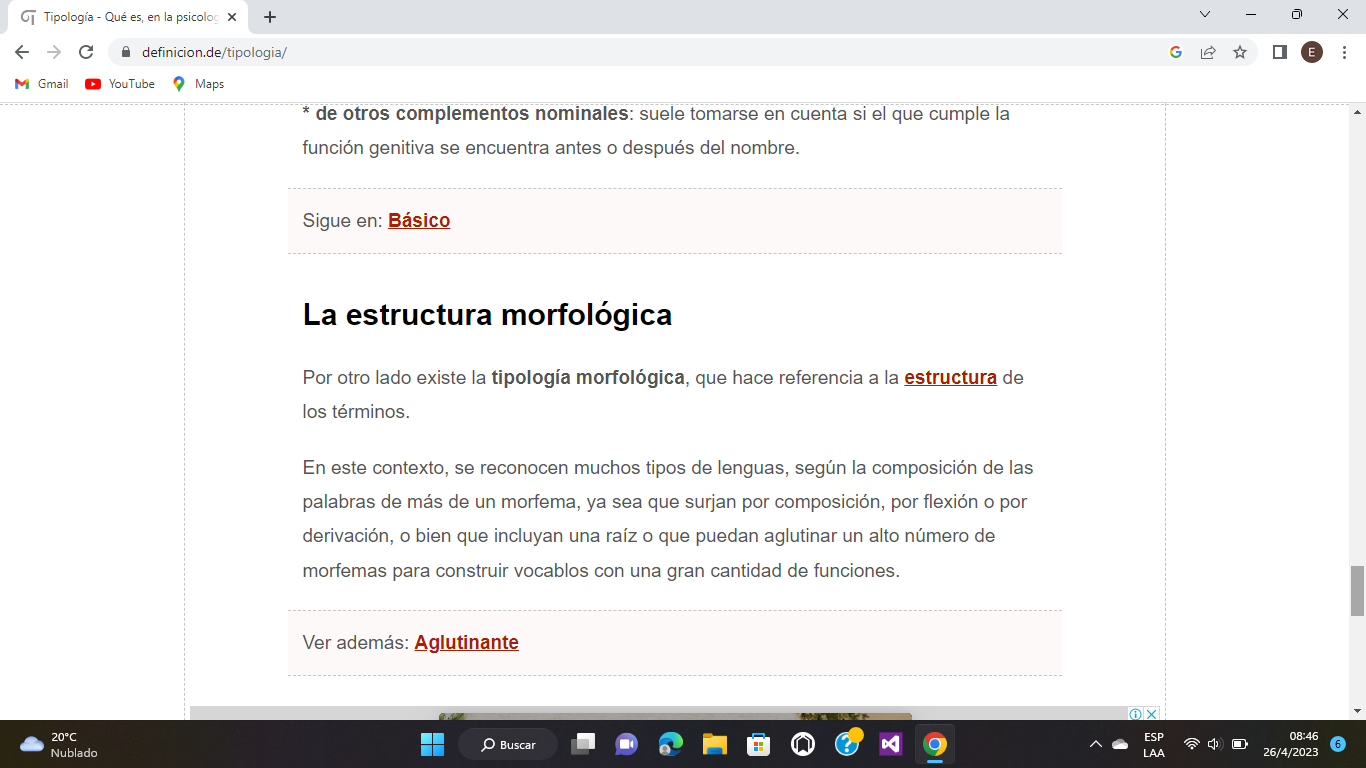 Tipología - Qué es, en la psicolog
definicion.de/tipologia/
E
Gmail
YouTube
Maps
* de otros complementos nominales: suele tomarse en cuenta si el que cumple la
función genitiva se encuentra antes o después del nombre.
Sigue en: Básico
La estructura morfológica
Por otro lado existe la tipología morfológica, que hace referencia a la estructura de
los términos.
En este contexto, se reconocen muchos tipos de lenguas, según la composición de las
palabras de más de un morfema, ya sea que surjan por composición, por flexión o por
derivación, o bien que incluyan una raíz o que puedan aglutinar un alto número de
morfemas para construir vocablos con una gran cantidad de funciones.
Ver además: Aglutinante
20°C
Nublado
Buscar
ESP
LAA
08:46
26/4/2023
6